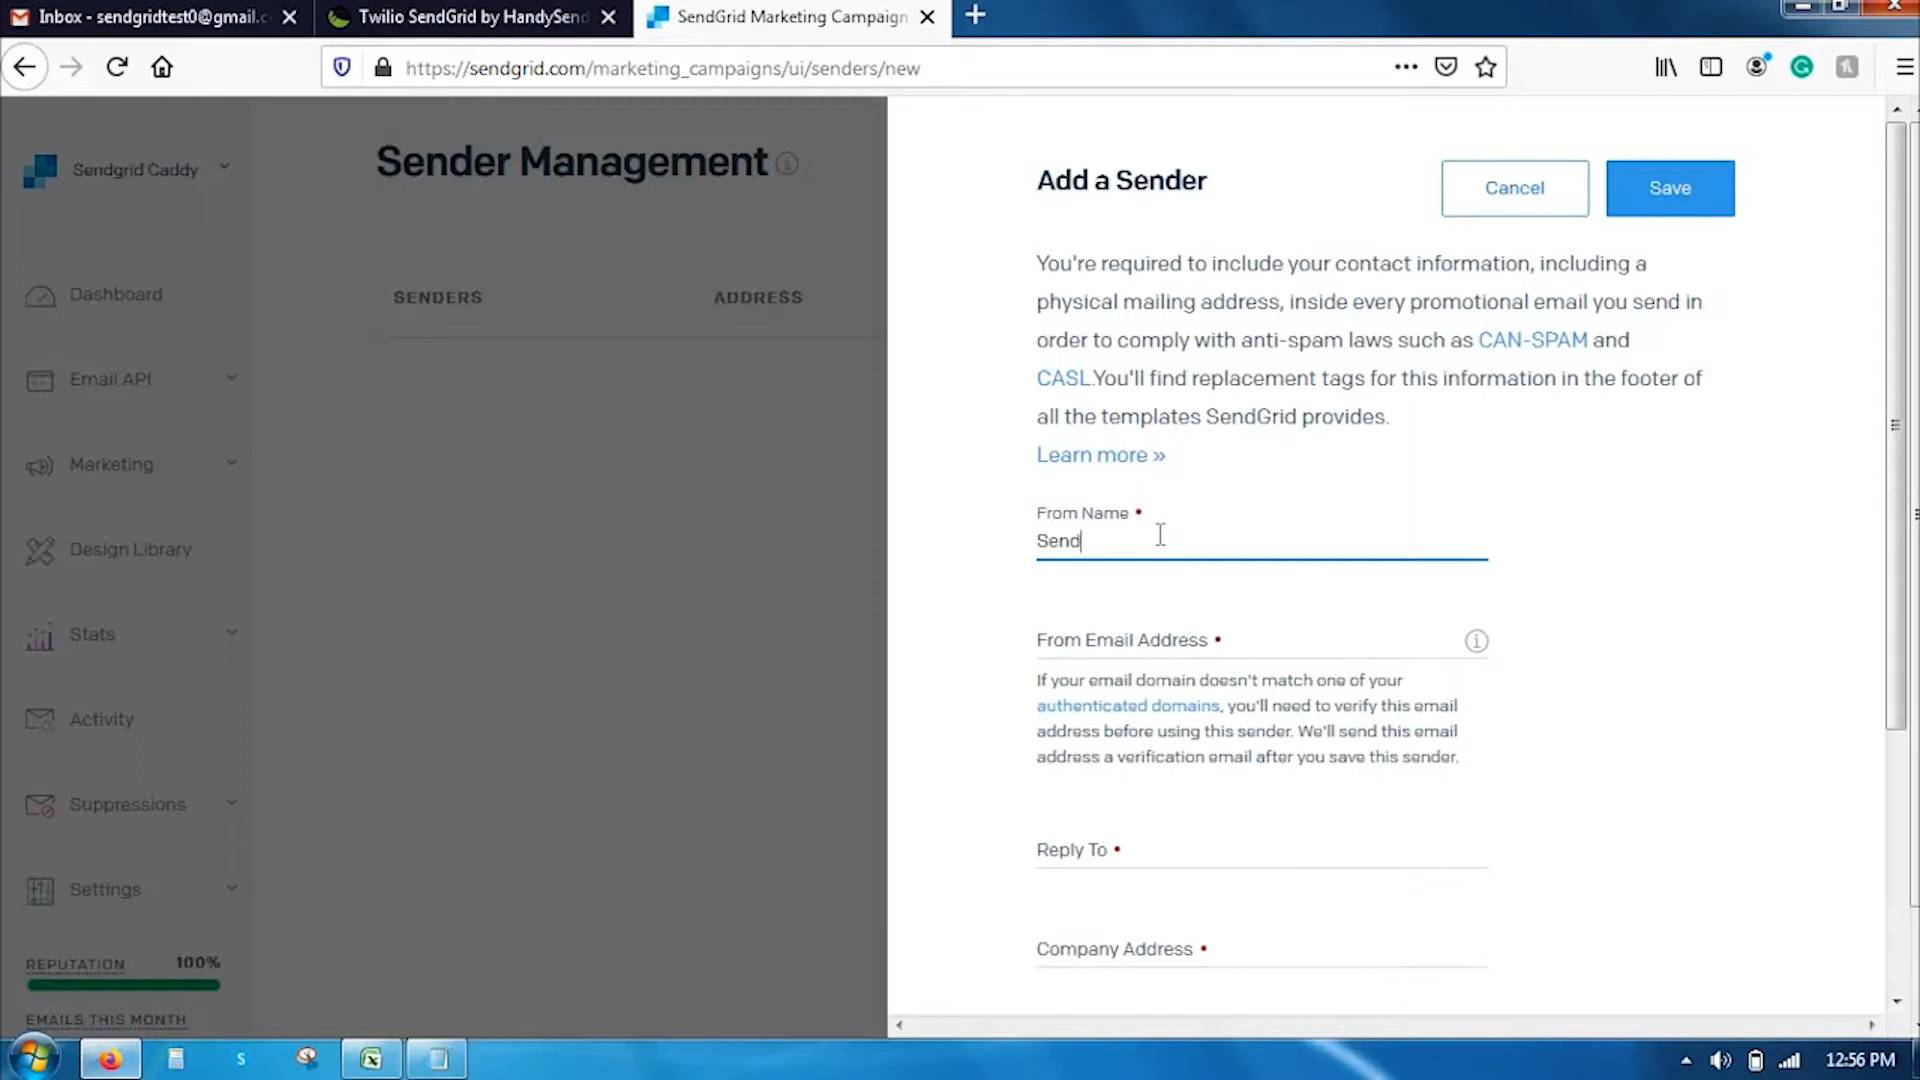 Inbox - sendgridtest0@gmail.c
Twilio SendGrid by HandySend
SendGrid Marketing Campaign
https://sendgrid.com/marketing_campaigns/ui/senders/new
Sendgrid Caddy
Dashboard
Email API
Marketing
Design Library
Stats
Activity
Suppressions
Settings
REPUTATION 100%
EMAILS THIS MONTH
Sender Management
SENDERS ADDRESS
Add a Sender
Cancel
Save
You're required to include your contact information, including a
physical mailing address, inside every promotional email you send in
order to comply with anti-spam laws such as CAN-SPAM and
CASL.You'll find replacement tags for this information in the footer of
all the templates SendGrid provides.
Learn more »
From Name •
Send
From Email Address •
If your email domain doesn't match one of your
authenticated domains, you'll need to verify this email
address before using this sender. We'll send this email
address a verification email after you save this sender.
Reply To •
Company Address •
12:56 PM